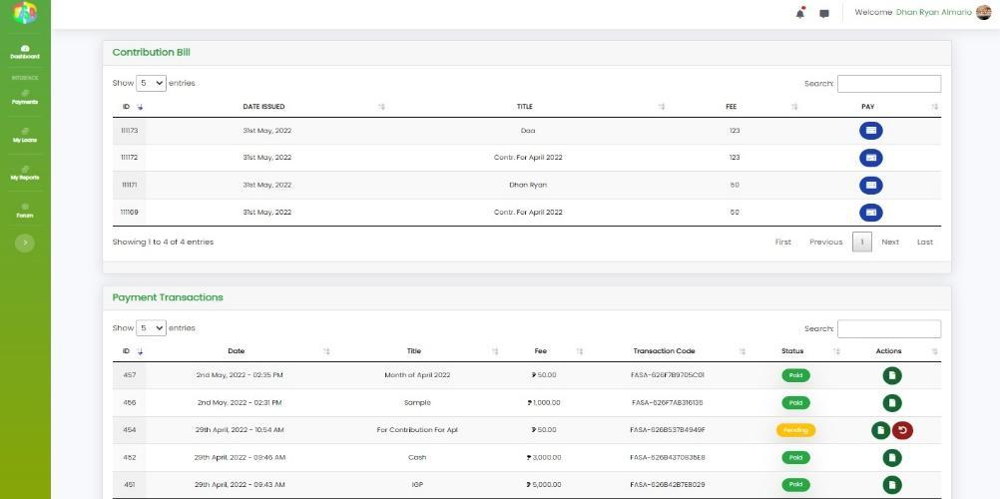 Welcome Dhan Ryan Almario
Dashboard
INTERFACE
Payments
My Loans
My Reports
Forum
Contribution Bill
Show 5 entries Search:
ID DATE ISSUED TITLE FEE PAY
111173 31st May, 2022 Daa 123
111172 31st May, 2022 Contr. For April 2022 123
111171 31st May, 2022 Dhan Ryan 50
111169 31st May, 2022 Contr. For April 2022 50
Showing 1 to 4 of 4 entries First Previous 1 Next Last
Payment Transactions
Show 5 entries Search:
ID Date Title Fee Transaction Code Status Actions
457 2nd May, 2022 - 02:35 PM Month of April 2022 ₱ 50.00 FASA-626F7B9705C01 Paid
456 2nd May, 2022 - 02:31 PM Sample ₱ 1,000.00 FASA-626F7AB316135 Paid
454 29th April, 2022 - 10:54 AM For Contribution For Apl ₱ 50.00 FASA-626B537B4949F Pending
452 29th April, 2022 - 09:46 AM Cash ₱ 3,000.00 FASA-626B4370B35EB Paid
451 29th April, 2022 - 09:43 AM IGP ₱ 5,000.00 FASA-626B42B7EB029 Paid